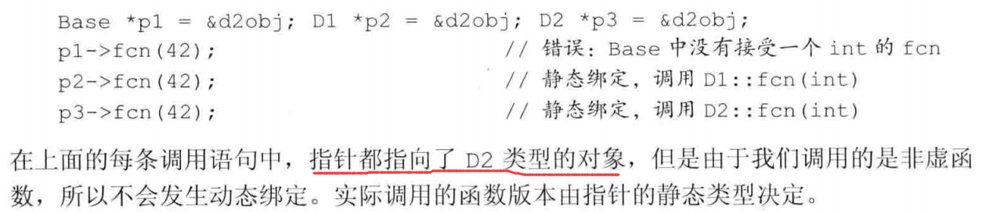 Base *p1 = &d2obj; D1 *p2 = &d2obj; D2 *p3 = &d2obj;
p1->fcn(42); // 错误：Base 中没有接受一个 int 的 fcn
p2->fcn(42); // 静态绑定，调用 D1::fcn(int)
p3->fcn(42); // 静态绑定，调用 D2::fcn(int)
在上面的每条调用语句中，指针都指向了 D2 类型的对象，但是由于我们调用的是非虚函
数，所以不会发生动态绑定。实际调用的函数版本由指针的静态类型决定。